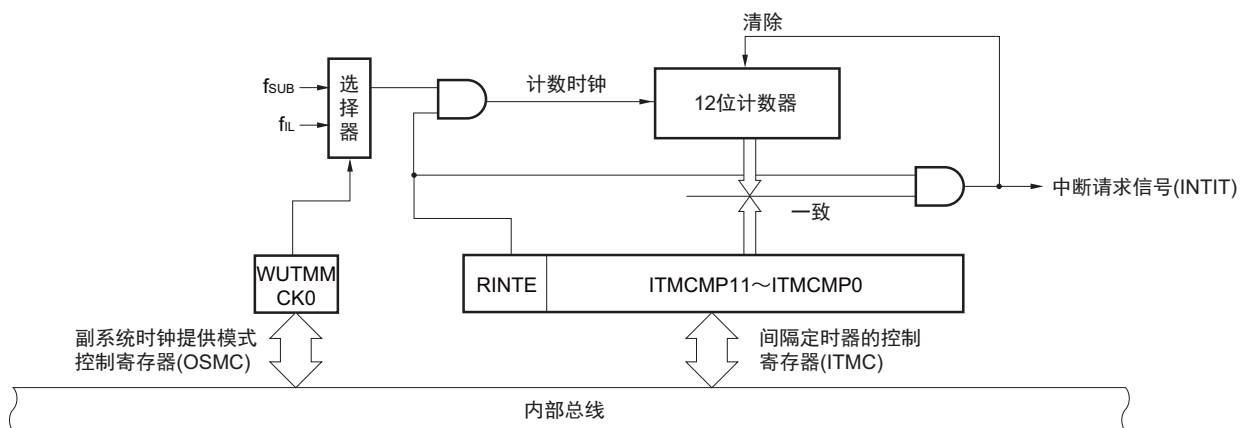 清除
fSUB
fIL
选择器
计数时钟
12位计数器
中断请求信号(INTIT)
一致
WUTMM
CK0
RINTE
ITMCMP11～ITMCMP0
副系统时钟提供模式
控制寄存器(OSMC)
间隔定时器的控制
寄存器(ITMC)
内部总线